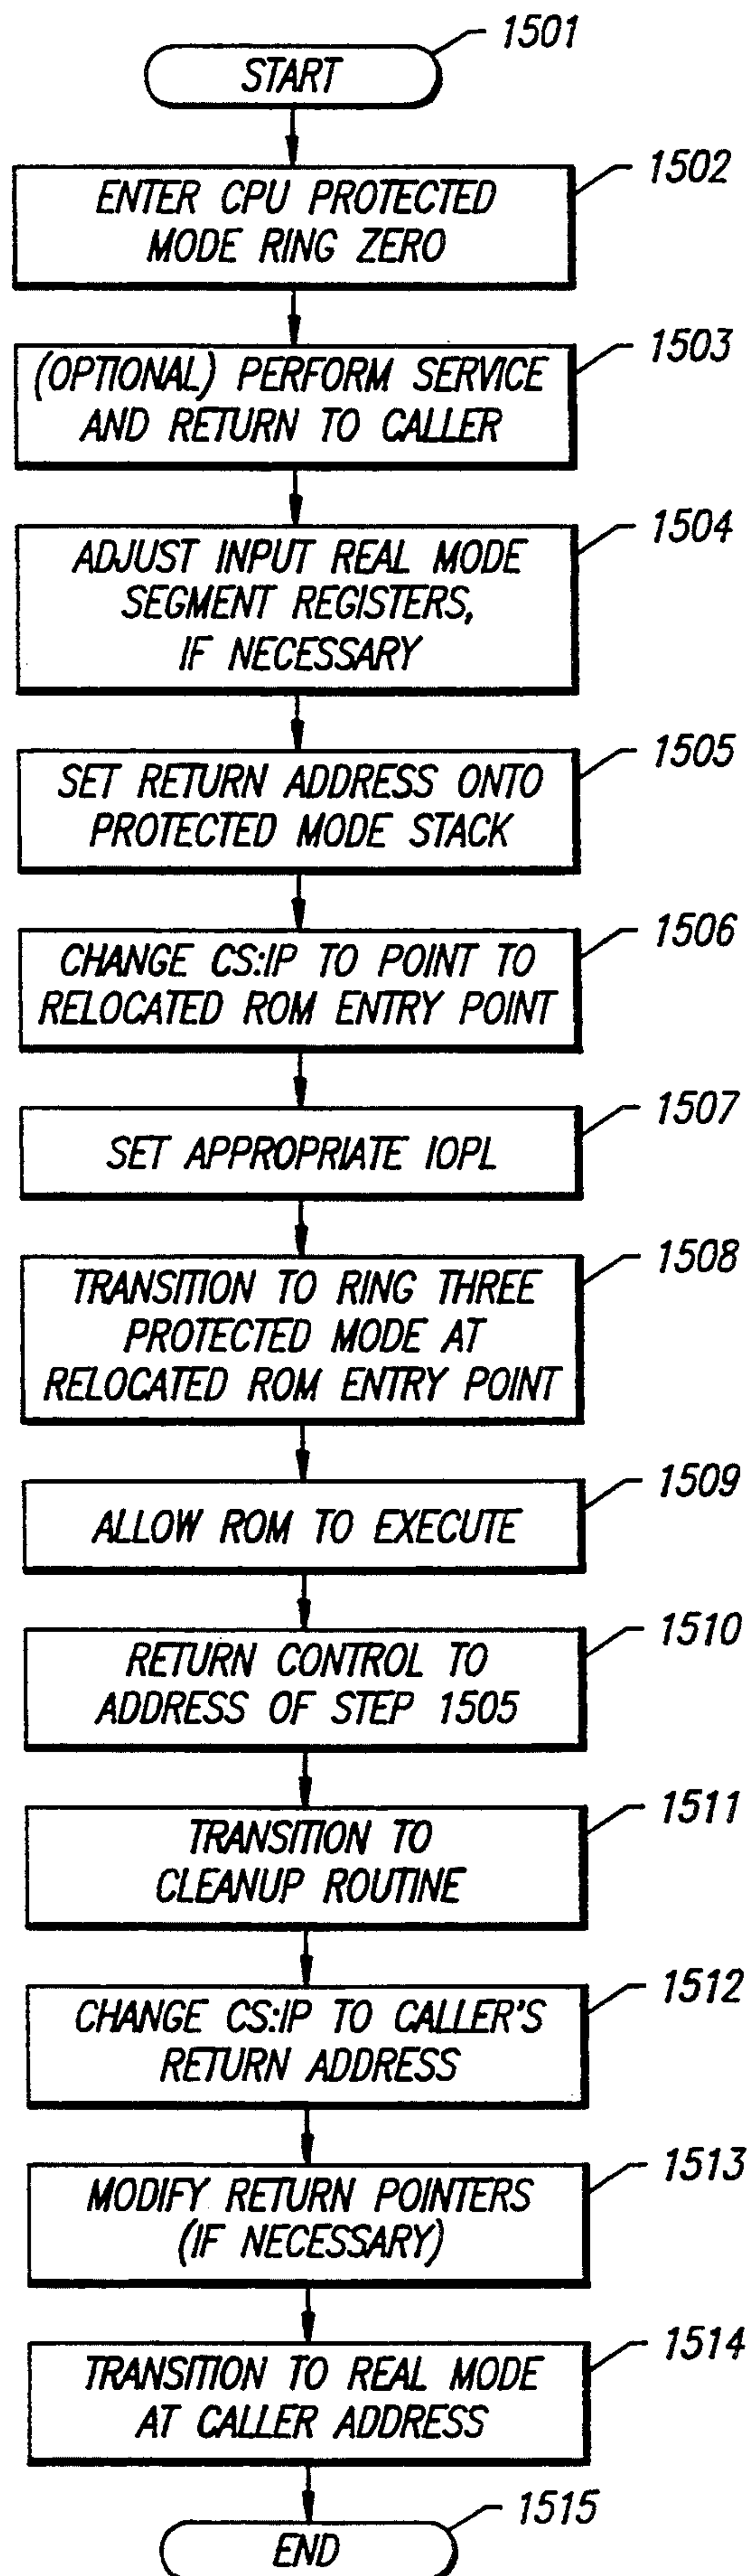 1501
START
1502
ENTER CPU PROTECTED
MODE RING ZERO
1503
(OPTIONAL) PERFORM SERVICE
AND RETURN TO CALLER
1504
ADJUST INPUT REAL MODE
SEGMENT REGISTERS,
IF NECESSARY
1505
SET RETURN ADDRESS ONTO
PROTECTED MODE STACK
1506
CHANGE CS:IP TO POINT TO
RELOCATED ROM ENTRY POINT
1507
SET APPROPRIATE IOPL
1508
TRANSITION TO RING THREE
PROTECTED MODE AT
RELOCATED ROM ENTRY POINT
1509
ALLOW ROM TO EXECUTE
1510
RETURN CONTROL TO
ADDRESS OF STEP 1505
1511
TRANSITION TO
CLEANUP ROUTINE
1512
CHANGE CS:IP TO CALLER'S
RETURN ADDRESS
1513
MODIFY RETURN POINTERS
(IF NECESSARY)
1514
TRANSITION TO REAL MODE
AT CALLER ADDRESS
1515
END